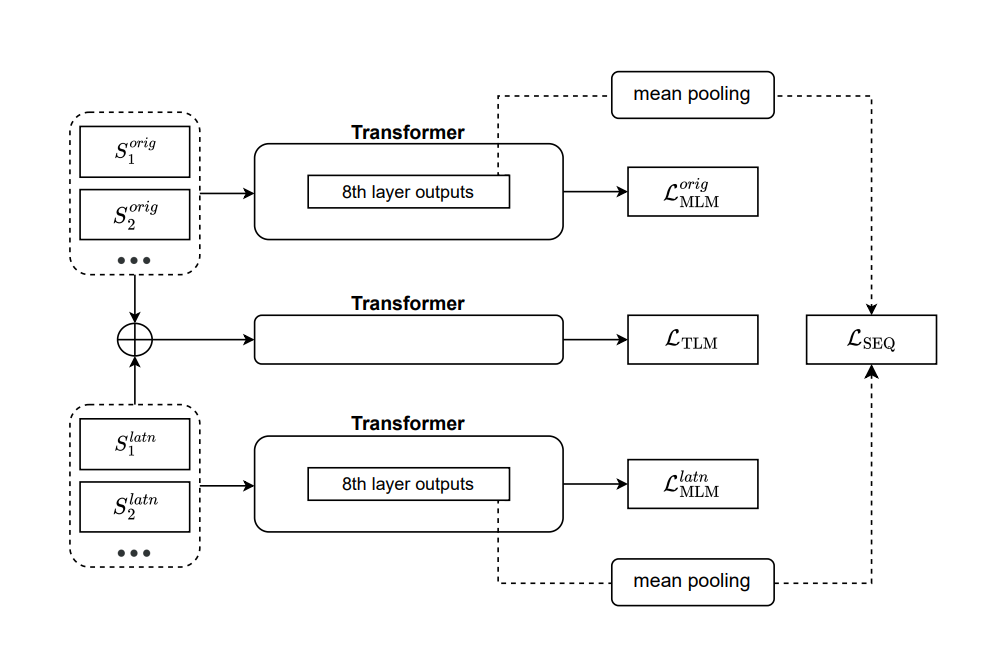 mean pooling
Transformer
$S_1^{orig}$
8th layer outputs
$\mathcal{L}_{\text{MLM}}^{orig}$
$S_2^{orig}$
•••
Transformer
$\mathcal{L}_{\text{TLM}}$
$\mathcal{L}_{\text{SEQ}}$
Transformer
$S_1^{latn}$
8th layer outputs
$\mathcal{L}_{\text{MLM}}^{latn}$
$S_2^{latn}$
•••
mean pooling